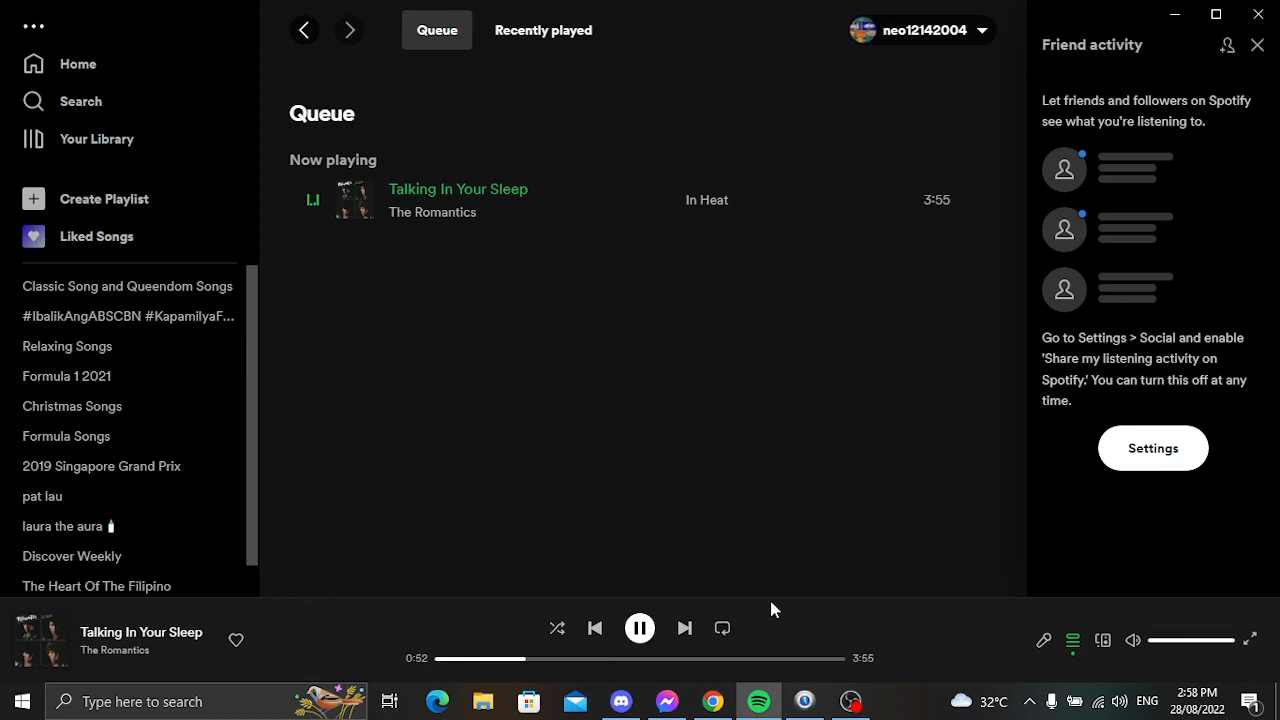 Home
Search
Your Library
Create Playlist
Liked Songs
Classic Song and Queendom Songs
#IbalikAngABSCBN #KapamilyaF...
Relaxing Songs
Formula 1 2021
Christmas Songs
Formula Songs
2019 Singapore Grand Prix
pat lau
laura the aura
Discover Weekly
The Heart Of The Filipino
Queue
Recently played
neo12142004
Queue
Now playing
Talking In Your Sleep
The Romantics
In Heat
3:55
Friend activity
Let friends and followers on Spotify
see what you're listening to.
Go to Settings > Social and enable
'Share my listening activity on
Spotify.' You can turn this off at any
time.
Settings
Talking In Your Sleep
The Romantics
0:52
3:55
Type here to search
32°C
ENG
2:58 PM
28/08/2022
1